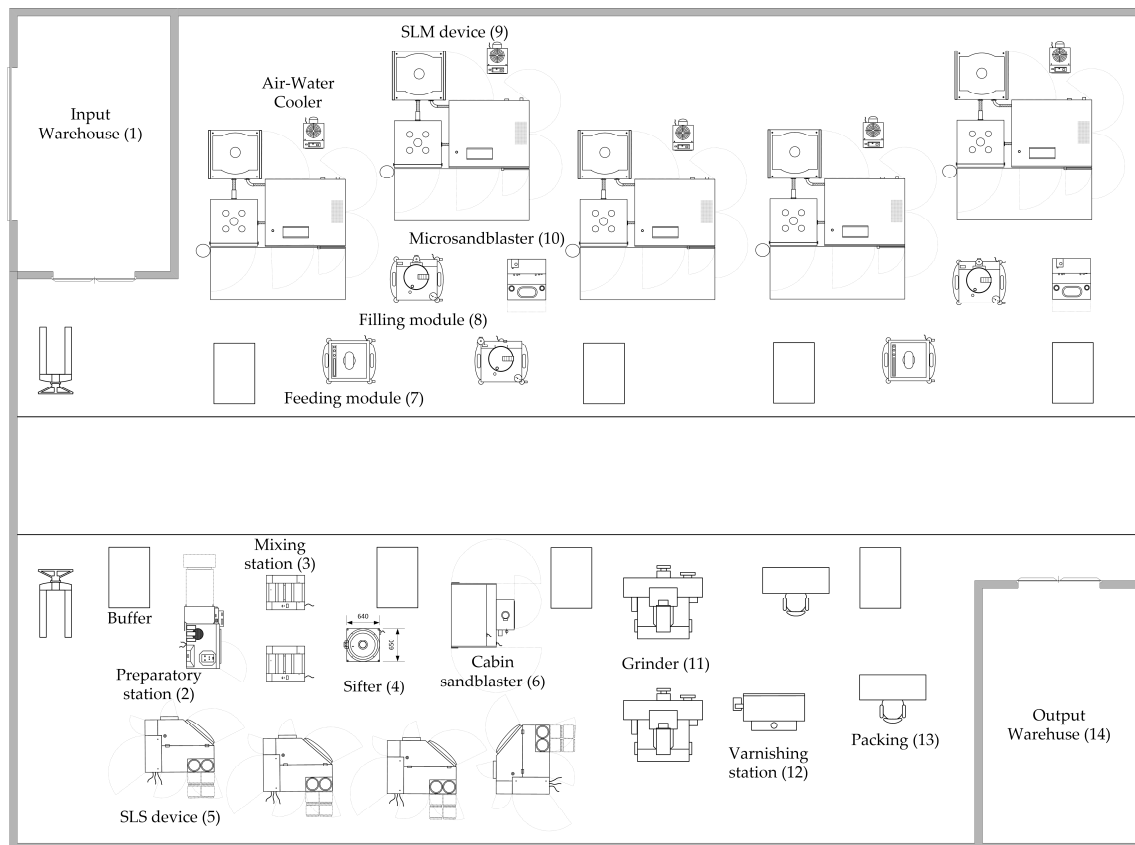 SLM device (9)
Air-Water
Cooler
Input
Warehouse (1)
Microsandblaster (10)
Filling module (8)
Feeding module (7)
Mixing
station (3)
Buffer
640
650
Preparatory
station (2)
Sifter (4)
Cabin
sandblaster (6)
Grinder (11)
Varnishing
station (12)
Packing (13)
Output
Warehuse (14)
SLS device (5)